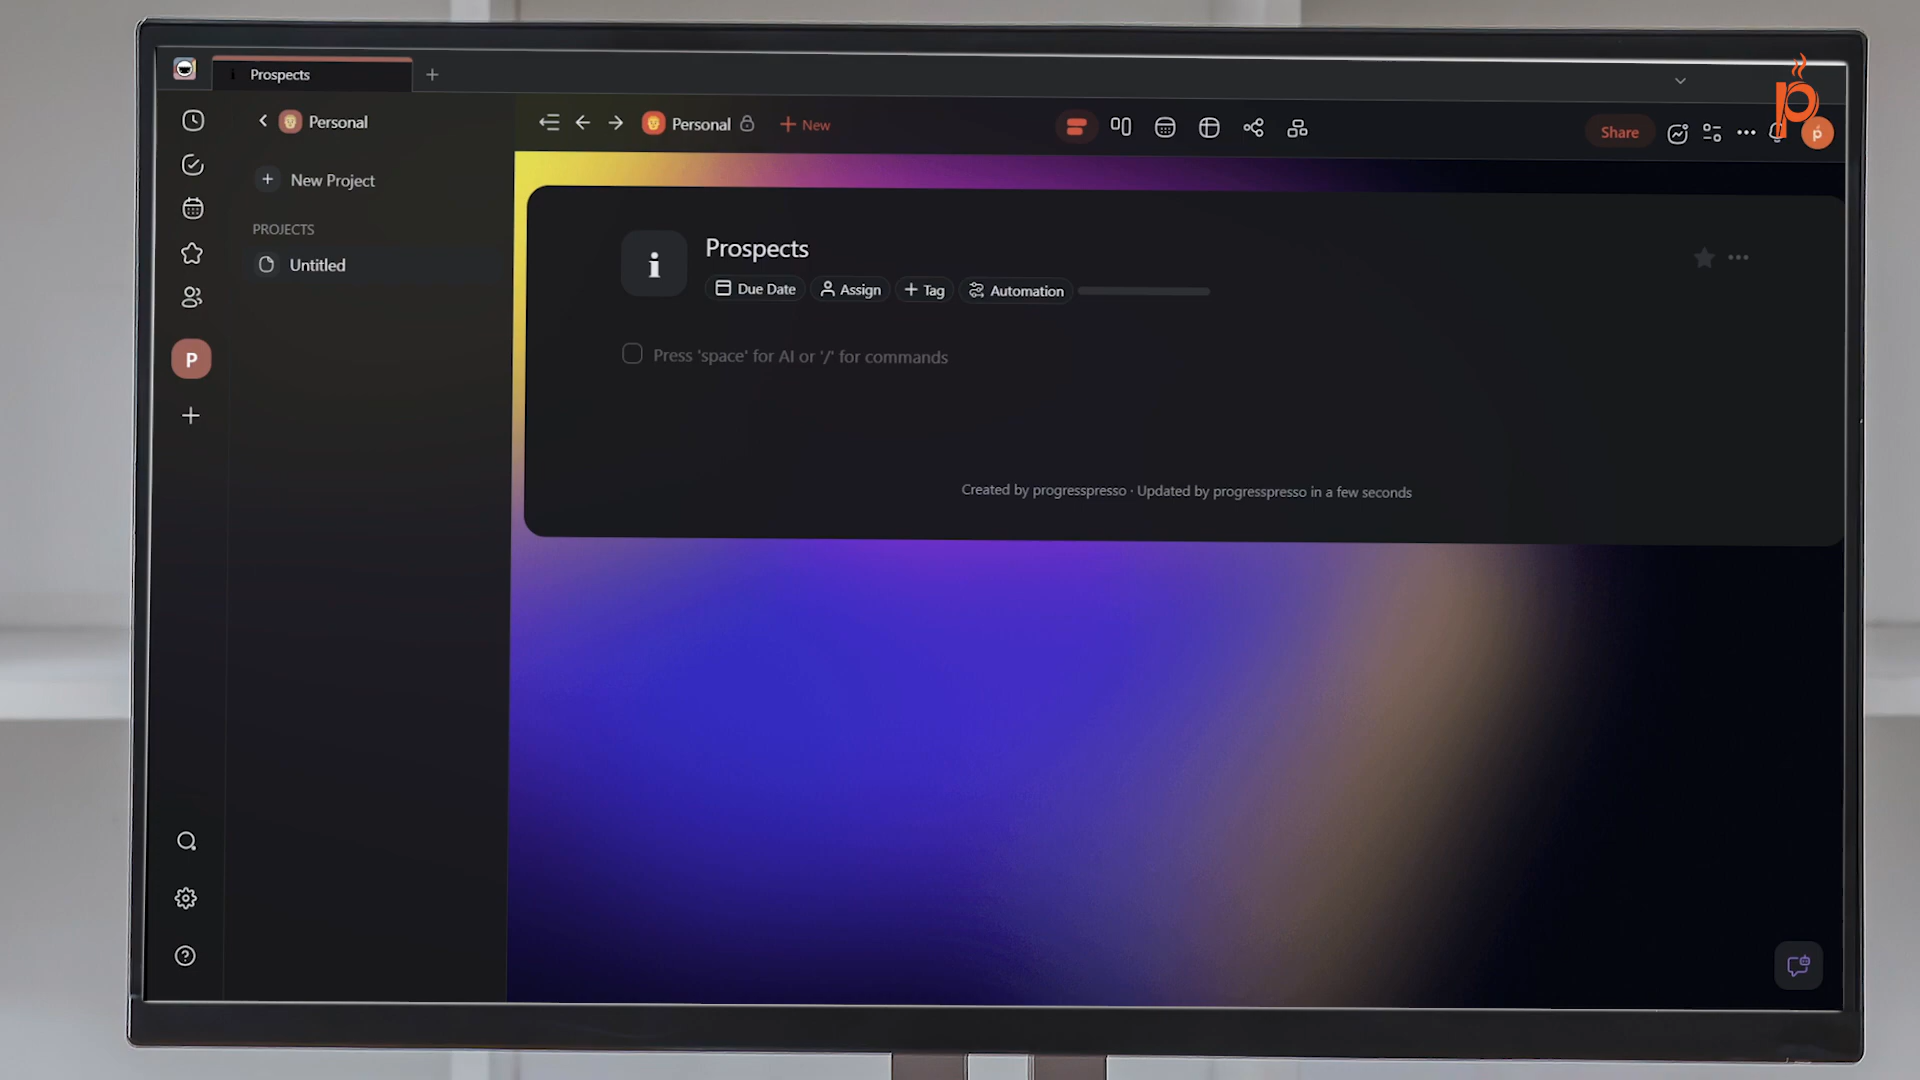 Prospects
Personal
Personal
New
Share
p
New Project
PROJECTS
Untitled
P
i
Prospects
Due Date
Assign
Tag
Automation
Press 'space' for AI or '/' for commands
Created by progresspresso · Updated by progresspresso in a few seconds